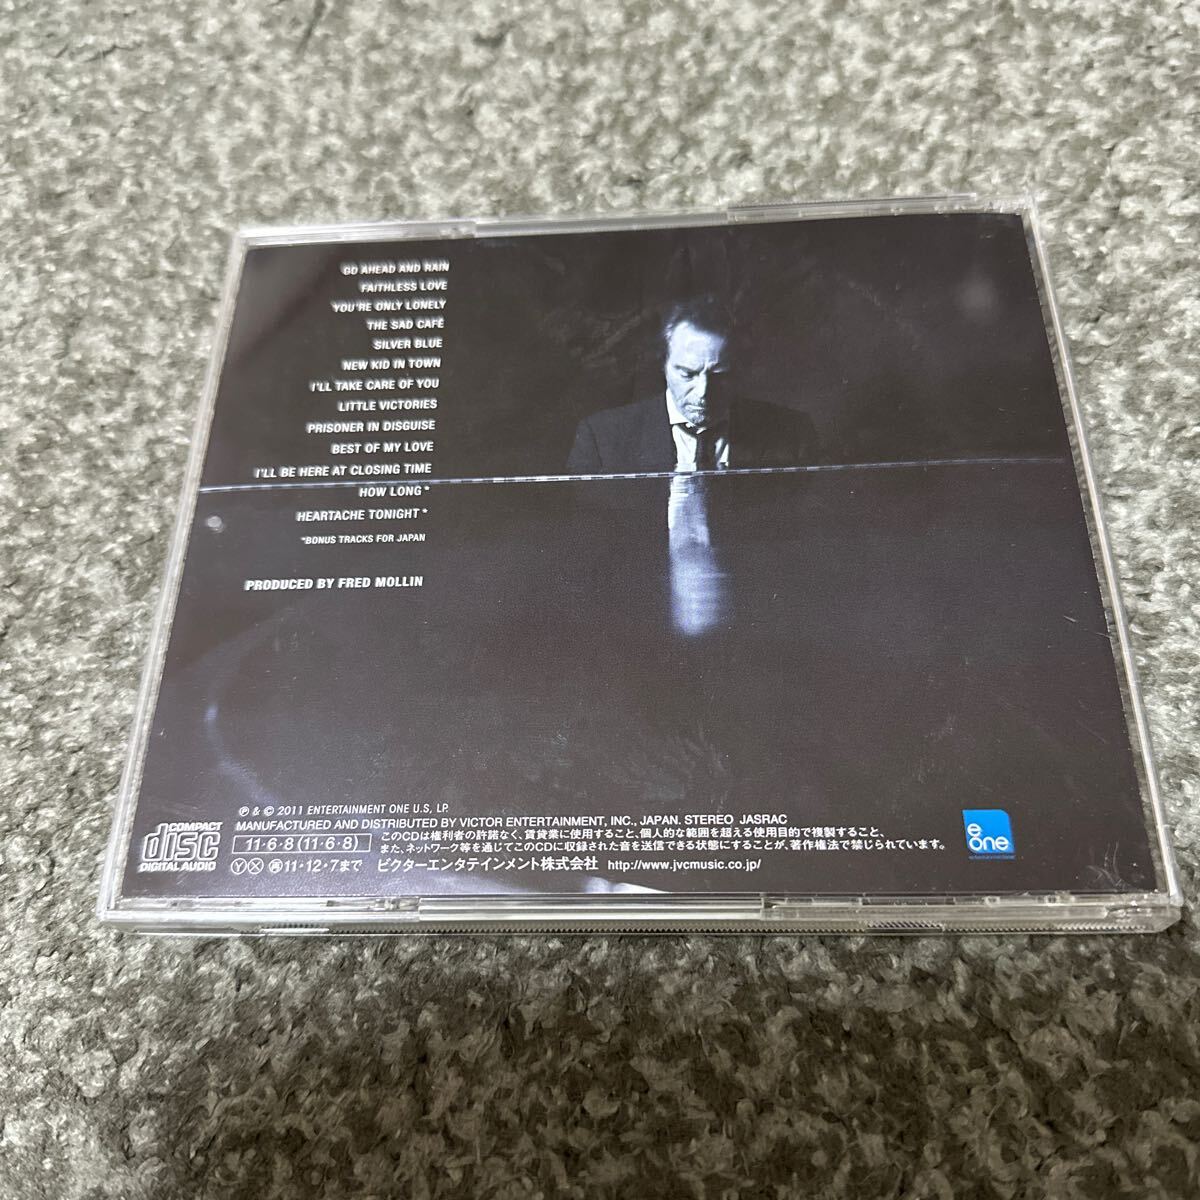 GO AHEAD AND RAIN
FAITHLESS LOVE
YOU'RE ONLY LONELY
THE SAD CAFÉ
SILVER BLUE
NEW KID IN TOWN
I'LL TAKE CARE OF YOU
LITTLE VICTORIES
PRISONER IN DISGUISE
BEST OF MY LOVE
I'LL BE HERE AT CLOSING TIME
HOW LONG *
HEARTACHE TONIGHT *
*BONUS TRACKS FOR JAPAN
PRODUCED BY FRED MOLLIN
℗ & © 2011 ENTERTAINMENT ONE U.S, LP.
MANUFACTURED AND DISTRIBUTED BY VICTOR ENTERTAINMENT, INC., JAPAN. STEREO JASRAC
COMPACT
disc
DIGITAL AUDIO
11・6・8(11・6・8)
Ⓨ Ⓧ ㊢11・12・7まで
このCDは権利者の許諾なく、賃貸業に使用すること、個人的な範囲を超える使用目的で複製すること、
また、ネットワーク等を通じてこのCDに収録された音を送信できる状態にすることが、著作権法で禁じられています。
ビクターエンタテインメント株式会社 http://www.jvcmusic.co.jp/
e
one